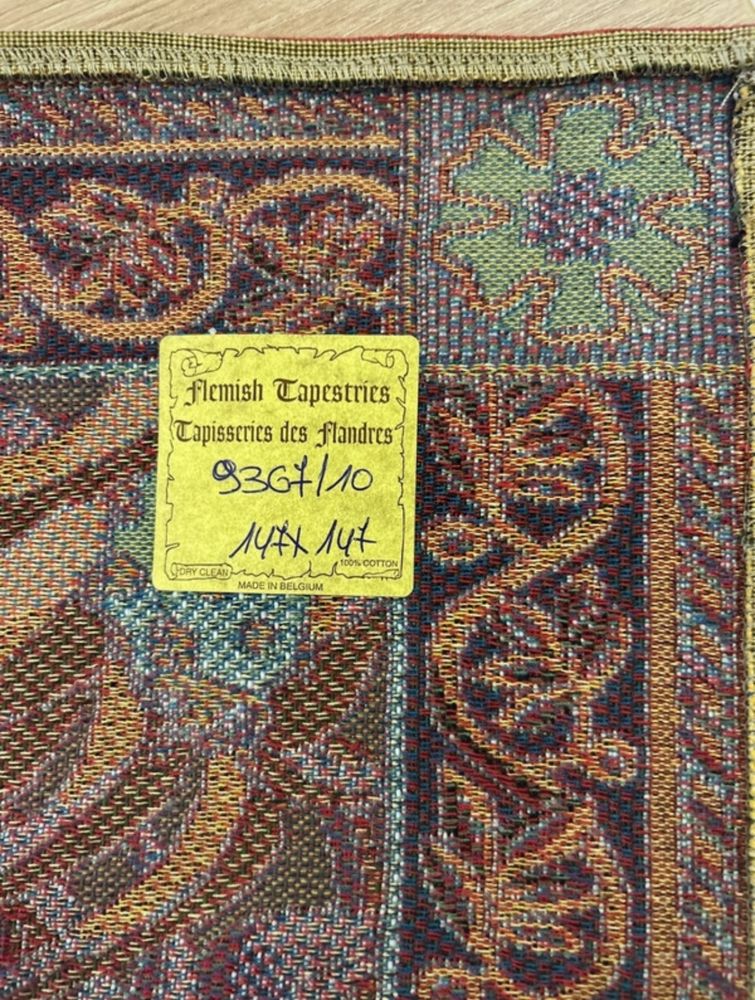 Flemish Tapestries
Tapisseries des Flandres
9367/10
147x147
DRY CLEAN
100% COTTON
MADE IN BELGIUM